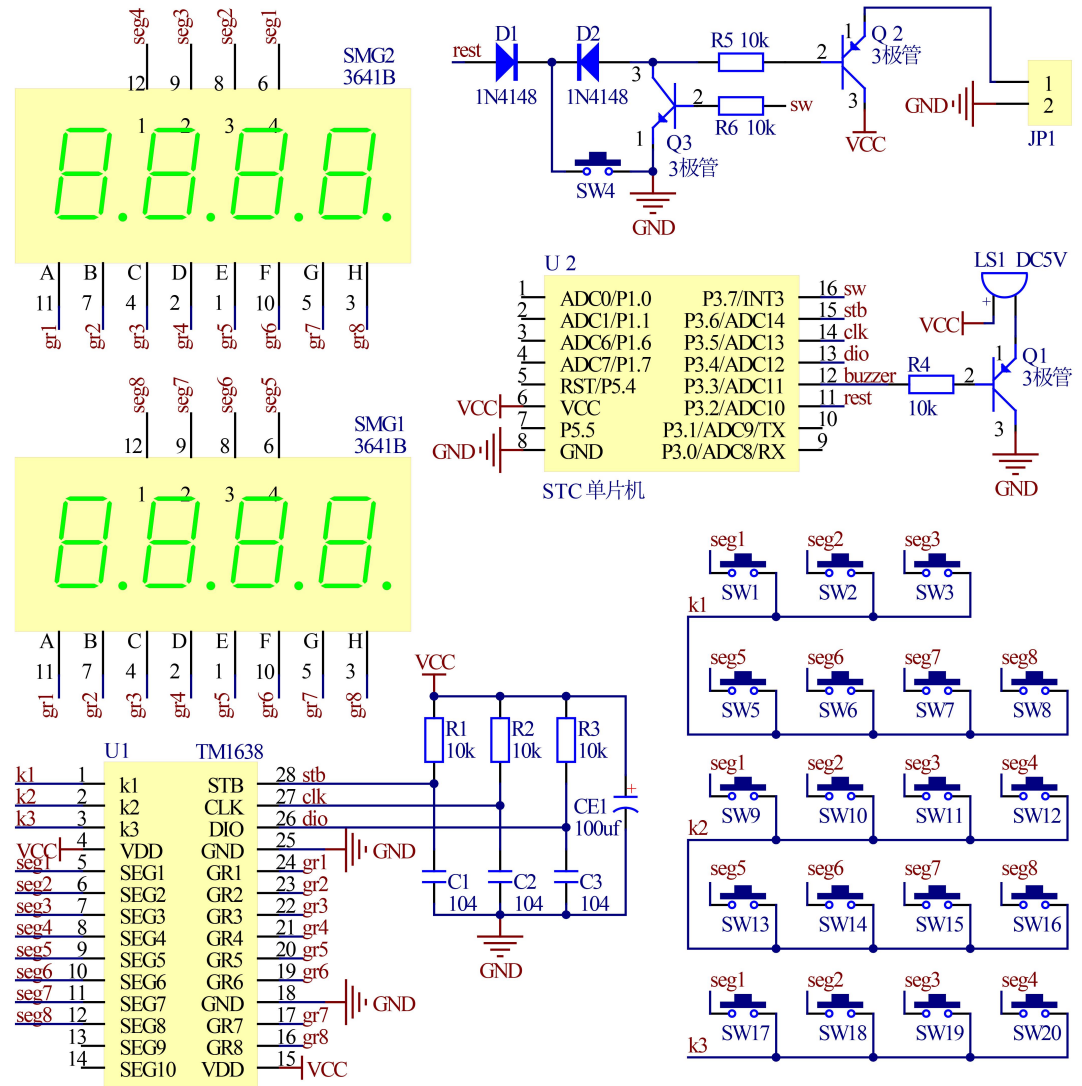 seg4 seg3 seg2 seg1
SMG2
3641B
12 9 8 6
1 2 3 4
A B C D E F G H
11 7 4 2 1 10 5 3
gr1 gr2 gr3 gr4 gr5 gr6 gr7 gr8
seg8 seg7 seg6 seg5
SMG1
3641B
12 9 8 6
1 2 3 4
A B C D E F G H
11 7 4 2 1 10 5 3
gr1 gr2 gr3 gr4 gr5 gr6 gr7 gr8
rest
D1
1N4148
D2
1N4148
R5 10k
2
1
Q 2
3极管
3
VCC
3
2
R6 10k
sw
1
Q3
3极管
SW4
GND
GND
1
2
JP1
U 2
1 ADC0/P1.0
2 ADC1/P1.1
3 ADC6/P1.6
4 ADC7/P1.7
5 RST/P5.4
VCC 6 VCC
7 P5.5
GND 8 GND
P3.7/INT3 16 sw
P3.6/ADC14 15 stb
P3.5/ADC13 14 clk
P3.4/ADC12 13 dio
P3.3/ADC11 12 buzzer
P3.2/ADC10 11 rest
P3.1/ADC9/TX 10
P3.0/ADC8/RX 9
STC 单片机
LS1 DC5V
+
VCC
R4
10k
2
1
Q1
3极管
3
GND
U1 TM1638
k1 1 k1
k2 2 k2
k3 3 k3
VCC 4 VDD
seg1 5 SEG1
seg2 6 SEG2
seg3 7 SEG3
seg4 8 SEG4
seg5 9 SEG5
seg6 10 SEG6
seg7 11 SEG7
seg8 12 SEG8
13 SEG9
14 SEG10
STB 28 stb
CLK 27 clk
DIO 26 dio
GND 25 GND
GR1 24 gr1
GR2 23 gr2
GR3 22 gr3
GR4 21 gr4
GR5 20 gr5
GR6 19 gr6
GND 18 GND
GR7 17 gr7
GR8 16 gr8
VDD 15 VCC
VCC
R1 R2 R3
10k 10k 10k
+
CE1
100uf
C1 C2 C3
104 104 104
GND
seg1 seg2 seg3
SW1 SW2 SW3
k1
seg5 seg6 seg7 seg8
SW5 SW6 SW7 SW8
seg1 seg2 seg3 seg4
SW9 SW10 SW11 SW12
k2
seg5 seg6 seg7 seg8
SW13 SW14 SW15 SW16
seg1 seg2 seg3 seg4
SW17 SW18 SW19 SW20
k3